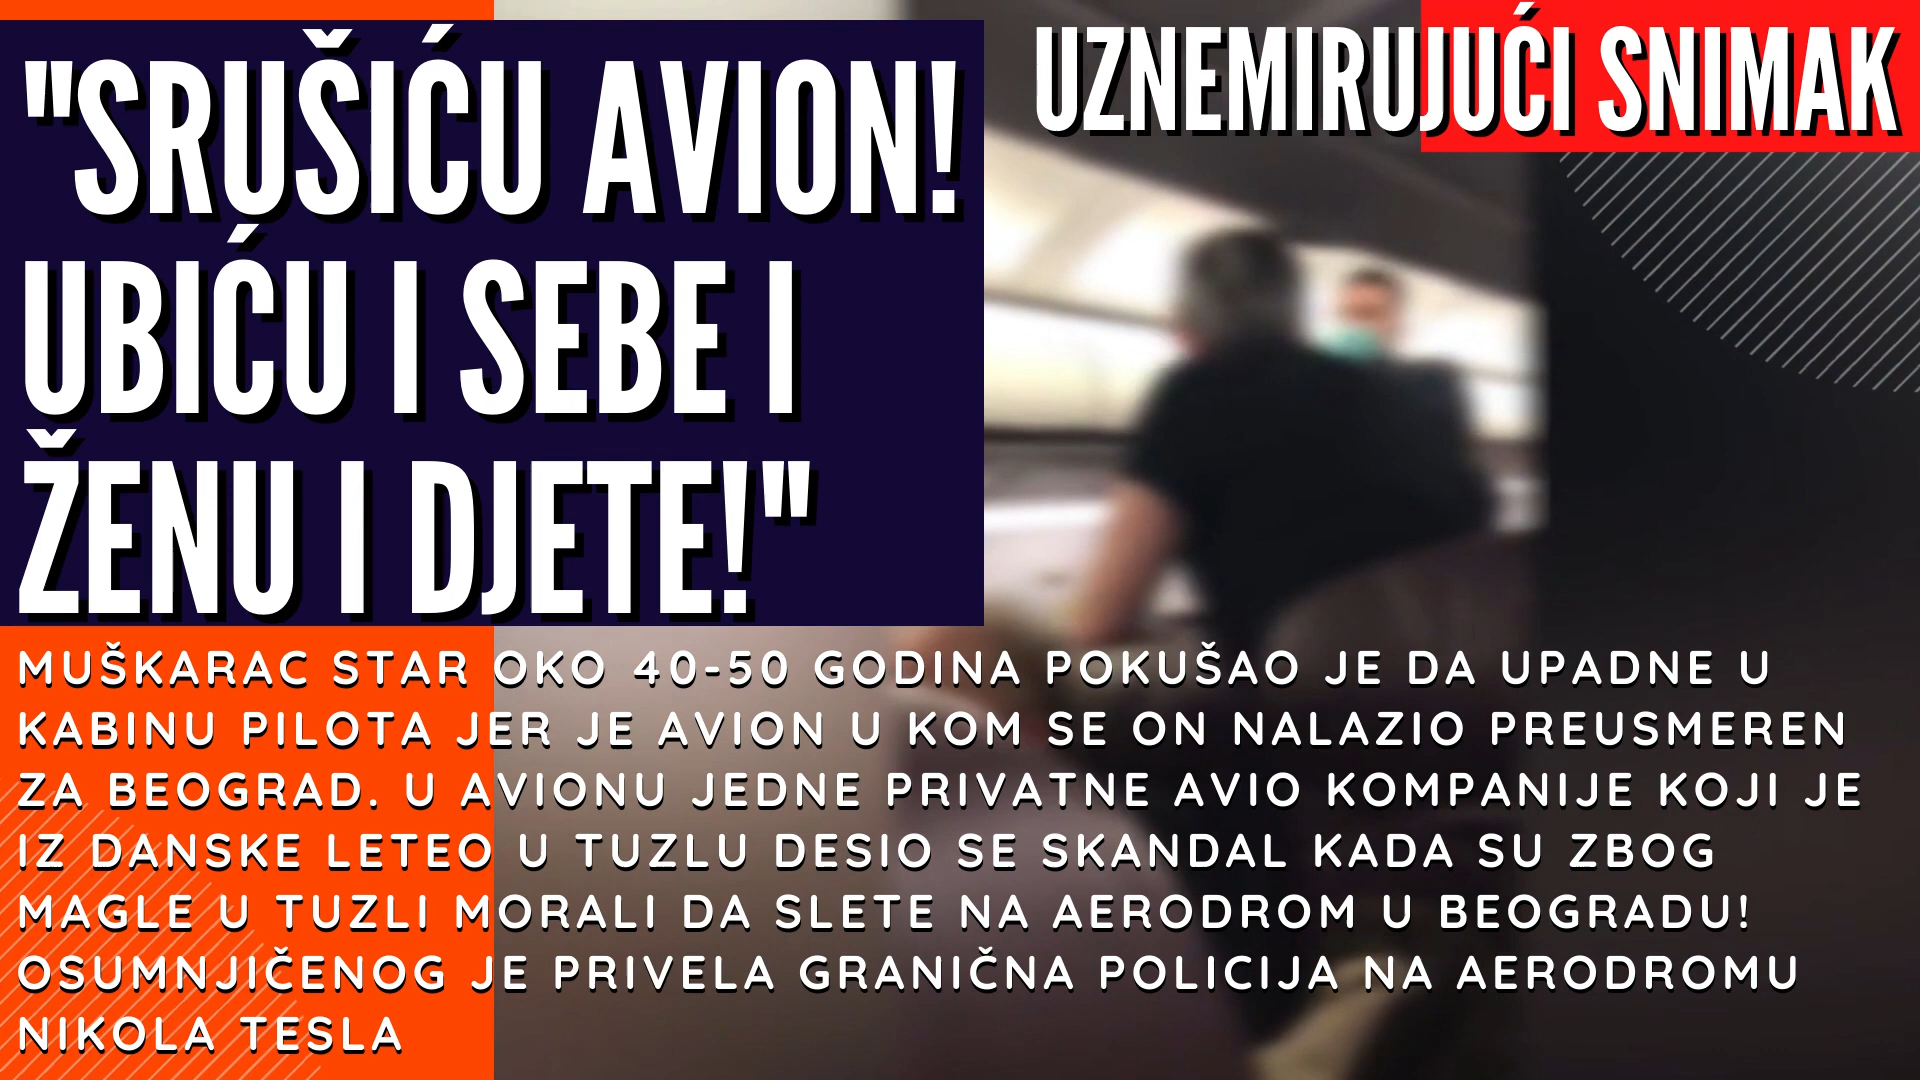 "SRUŠIĆU AVION!
UBIĆU I SEBE I
ŽENU I DJETE!"
UZNEMIRUJUĆI SNIMAK
MUŠKARAC STAR OKO 40-50 GODINA POKUŠAO JE DA UPADNE U
KABINU PILOTA JER JE AVION U KOM SE ON NALAZIO PREUSMEREN
ZA BEOGRAD. U AVIONU JEDNE PRIVATNE AVIO KOMPANIJE KOJI JE
IZ DANSKE LETEO U TUZLU DESIO SE SKANDAL KADA SU ZBOG
MAGLE U TUZLI MORALI DA SLETE NA AERODROM U BEOGRADU!
OSUMNJIČENOG JE PRIVELA GRANIČNA POLICIJA NA AERODROMU
NIKOLA TESLA